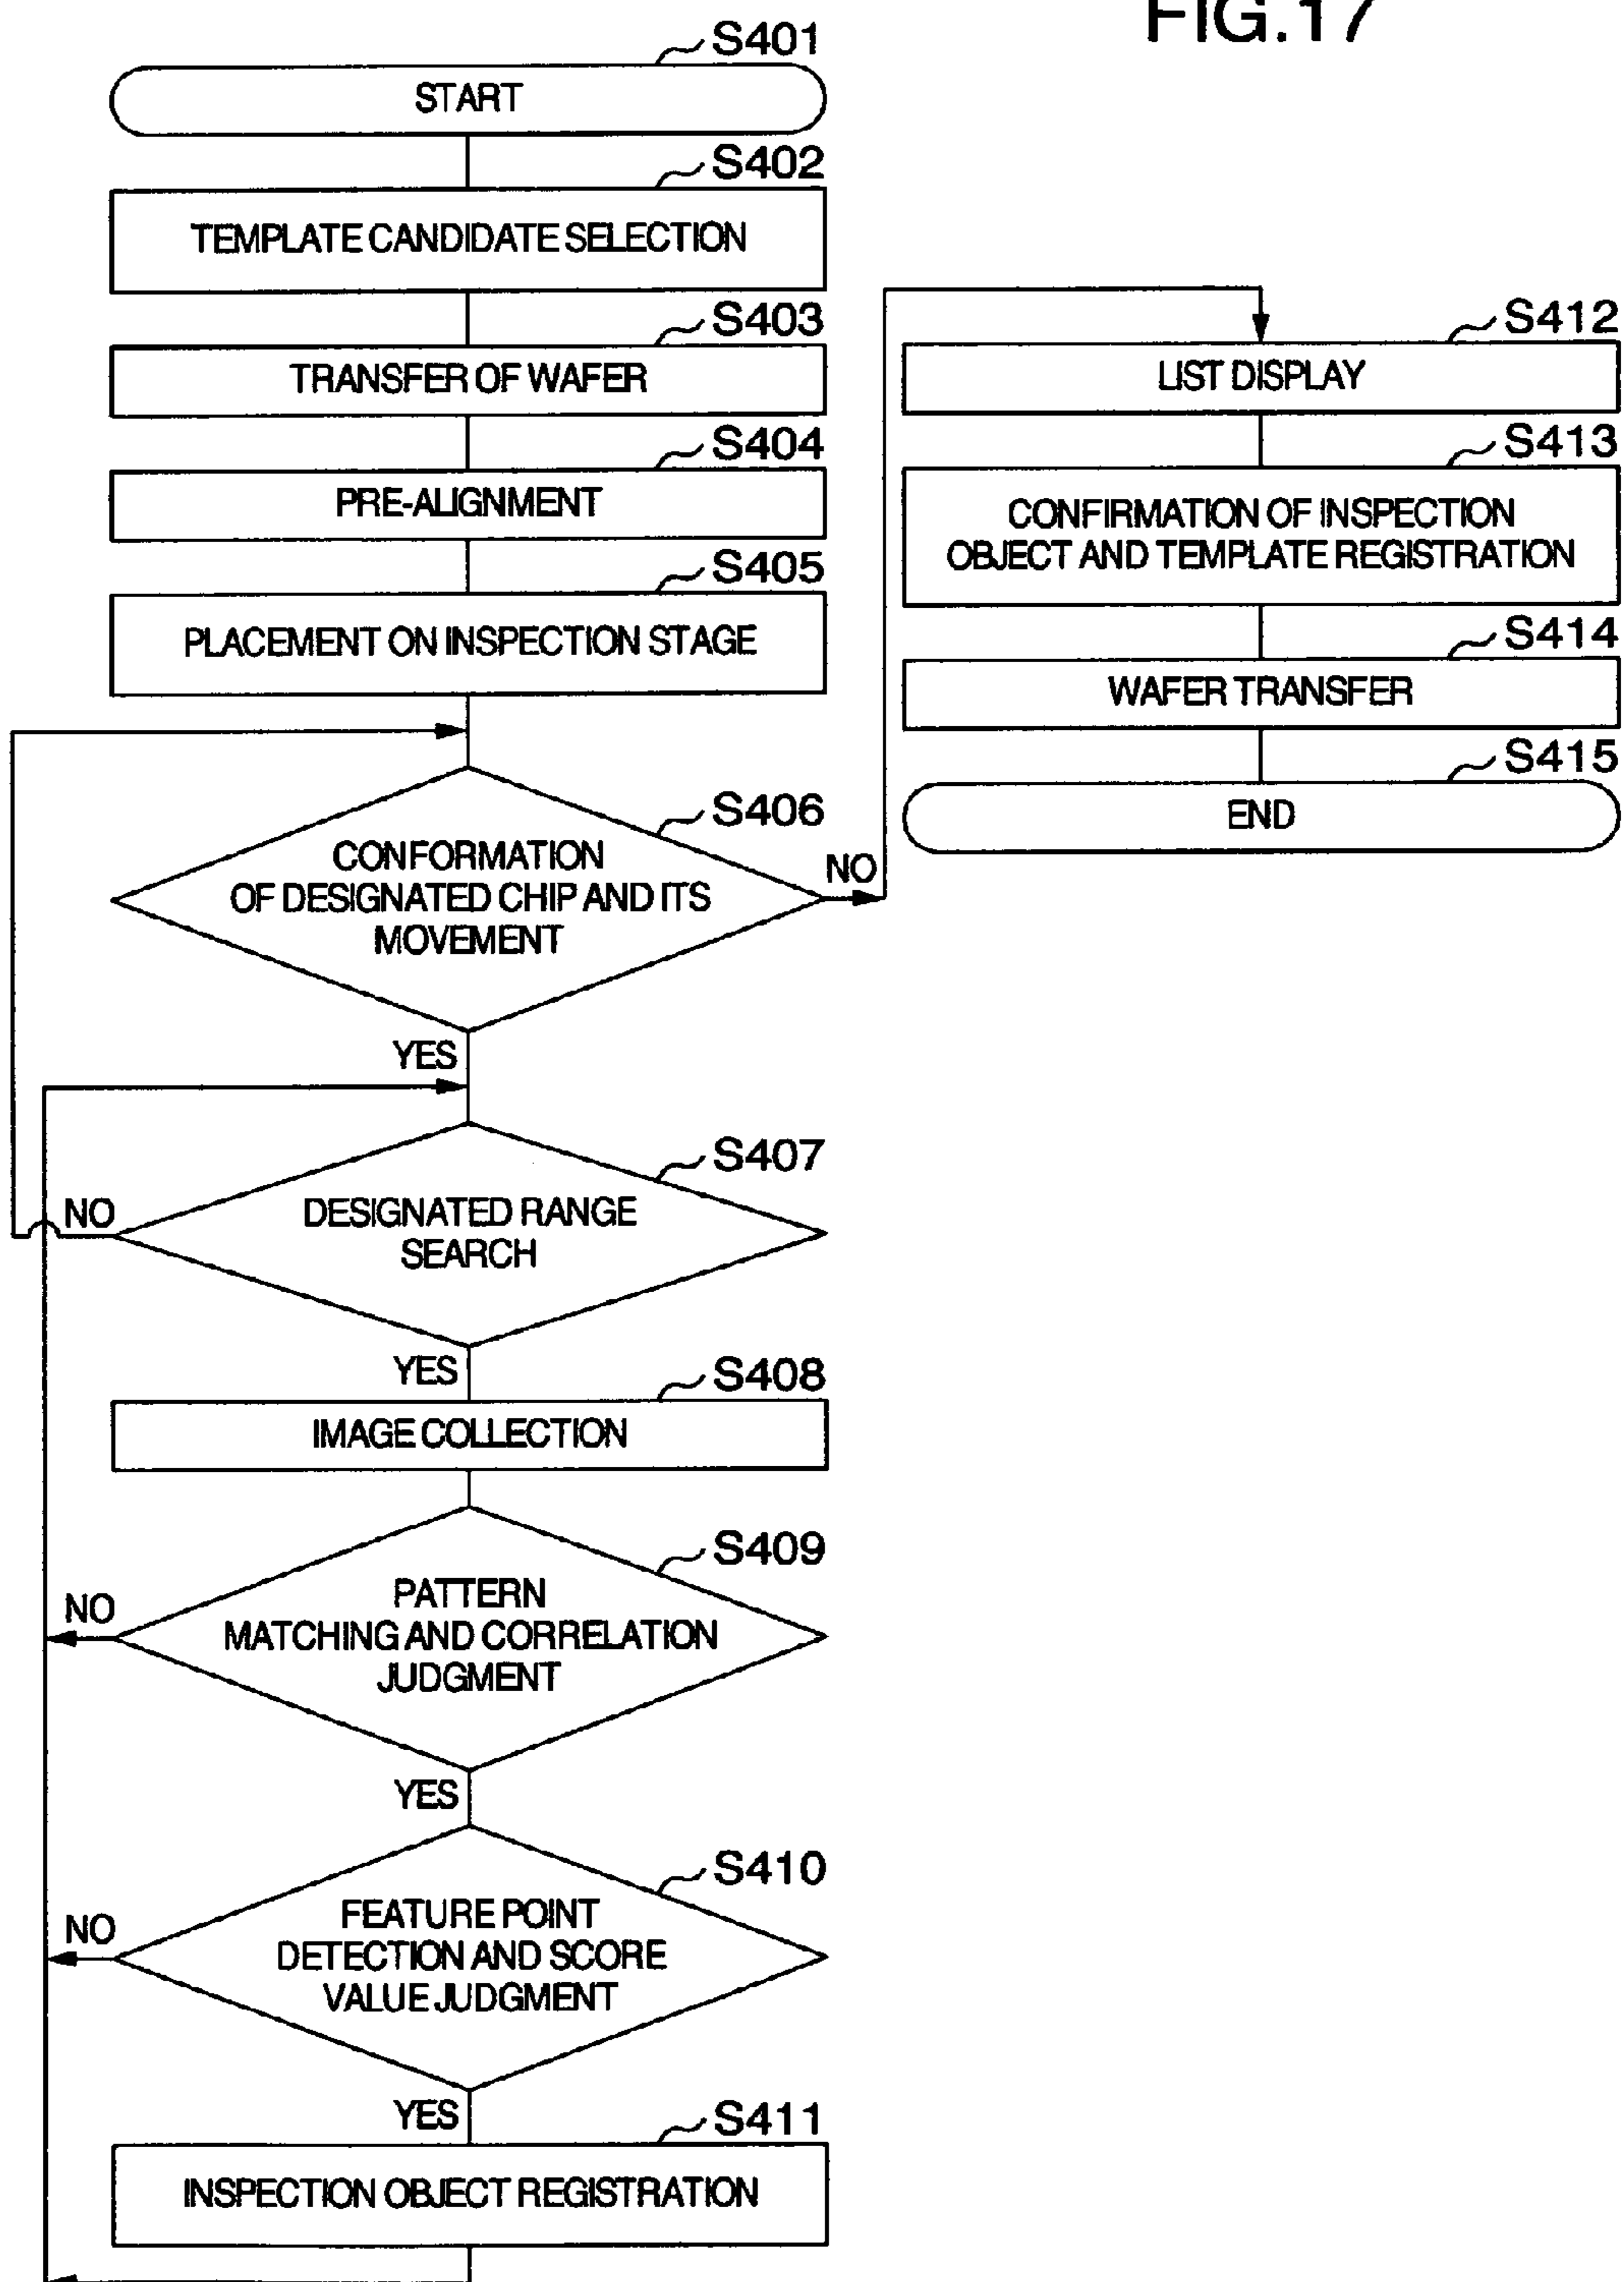 FIG.17
S401
START
S402
TEMPLATE CANDIDATE SELECTION
S403
TRANSFER OF WAFER
S404
PRE-ALIGNMENT
S405
PLACEMENT ON INSPECTION STAGE
S406
CONFORMATION
OF DESIGNATED CHIP AND ITS
MOVEMENT
NO
YES
S407
DESIGNATED RANGE
SEARCH
NO
YES
S408
IMAGE COLLECTION
S409
PATTERN
MATCHING AND CORRELATION
JUDGMENT
NO
YES
S410
FEATURE POINT
DETECTION AND SCORE
VALUE JUDGMENT
NO
YES
S411
INSPECTION OBJECT REGISTRATION
S412
LIST DISPLAY
S413
CONFIRMATION OF INSPECTION
OBJECT AND TEMPLATE REGISTRATION
S414
WAFER TRANSFER
S415
END